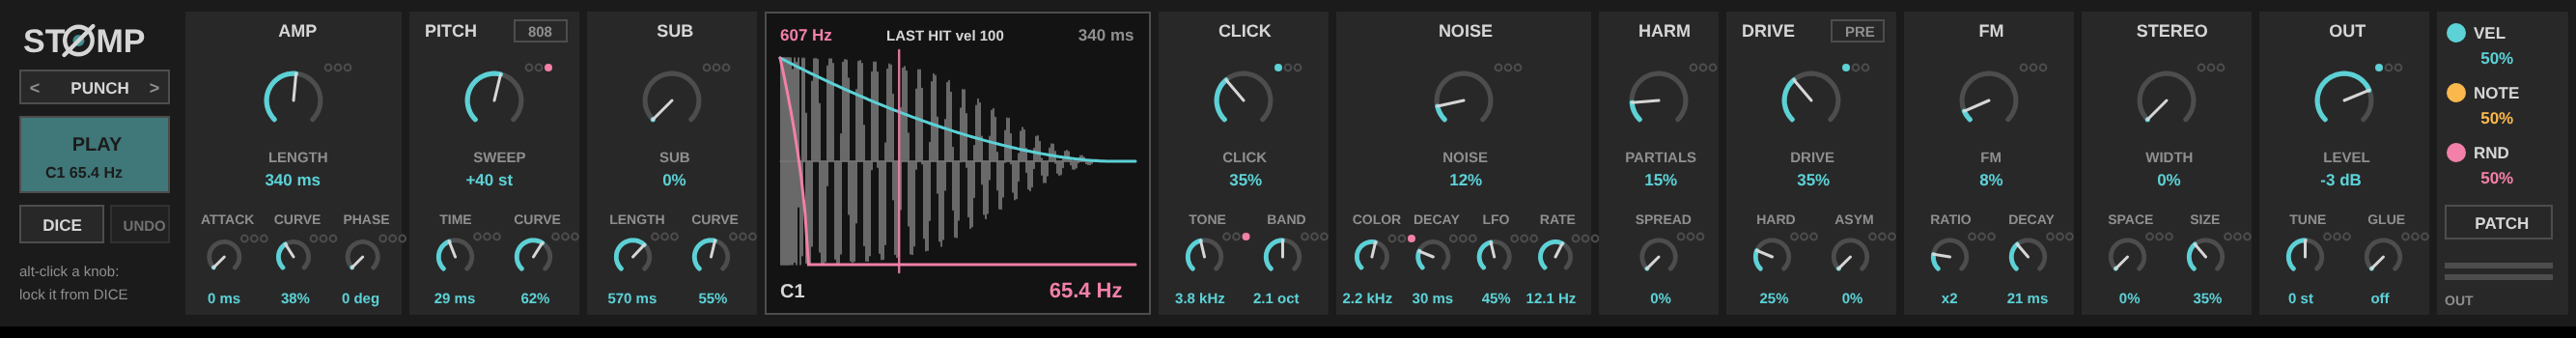 STØMP
< PUNCH >
PLAY
C1 65.4 Hz
DICE UNDO
alt-click a knob:
lock it from DICE
AMP
LENGTH
340 ms
ATTACK CURVE PHASE
0 ms 38% 0 deg
PITCH 808
SWEEP
+40 st
TIME CURVE
29 ms 62%
SUB
SUB
0%
LENGTH CURVE
570 ms 55%
607 Hz LAST HIT vel 100 340 ms
C1 65.4 Hz
CLICK
CLICK
35%
TONE BAND
3.8 kHz 2.1 oct
NOISE
NOISE
12%
COLOR DECAY LFO RATE
2.2 kHz 30 ms 45% 12.1 Hz
HARM
PARTIALS
15%
SPREAD
0%
DRIVE PRE
DRIVE
35%
HARD ASYM
25% 0%
FM
FM
8%
RATIO DECAY
x2 21 ms
STEREO
WIDTH
0%
SPACE SIZE
0% 35%
OUT
LEVEL
-3 dB
TUNE GLUE
0 st off
VEL
50%
NOTE
50%
RND
50%
PATCH
OUT